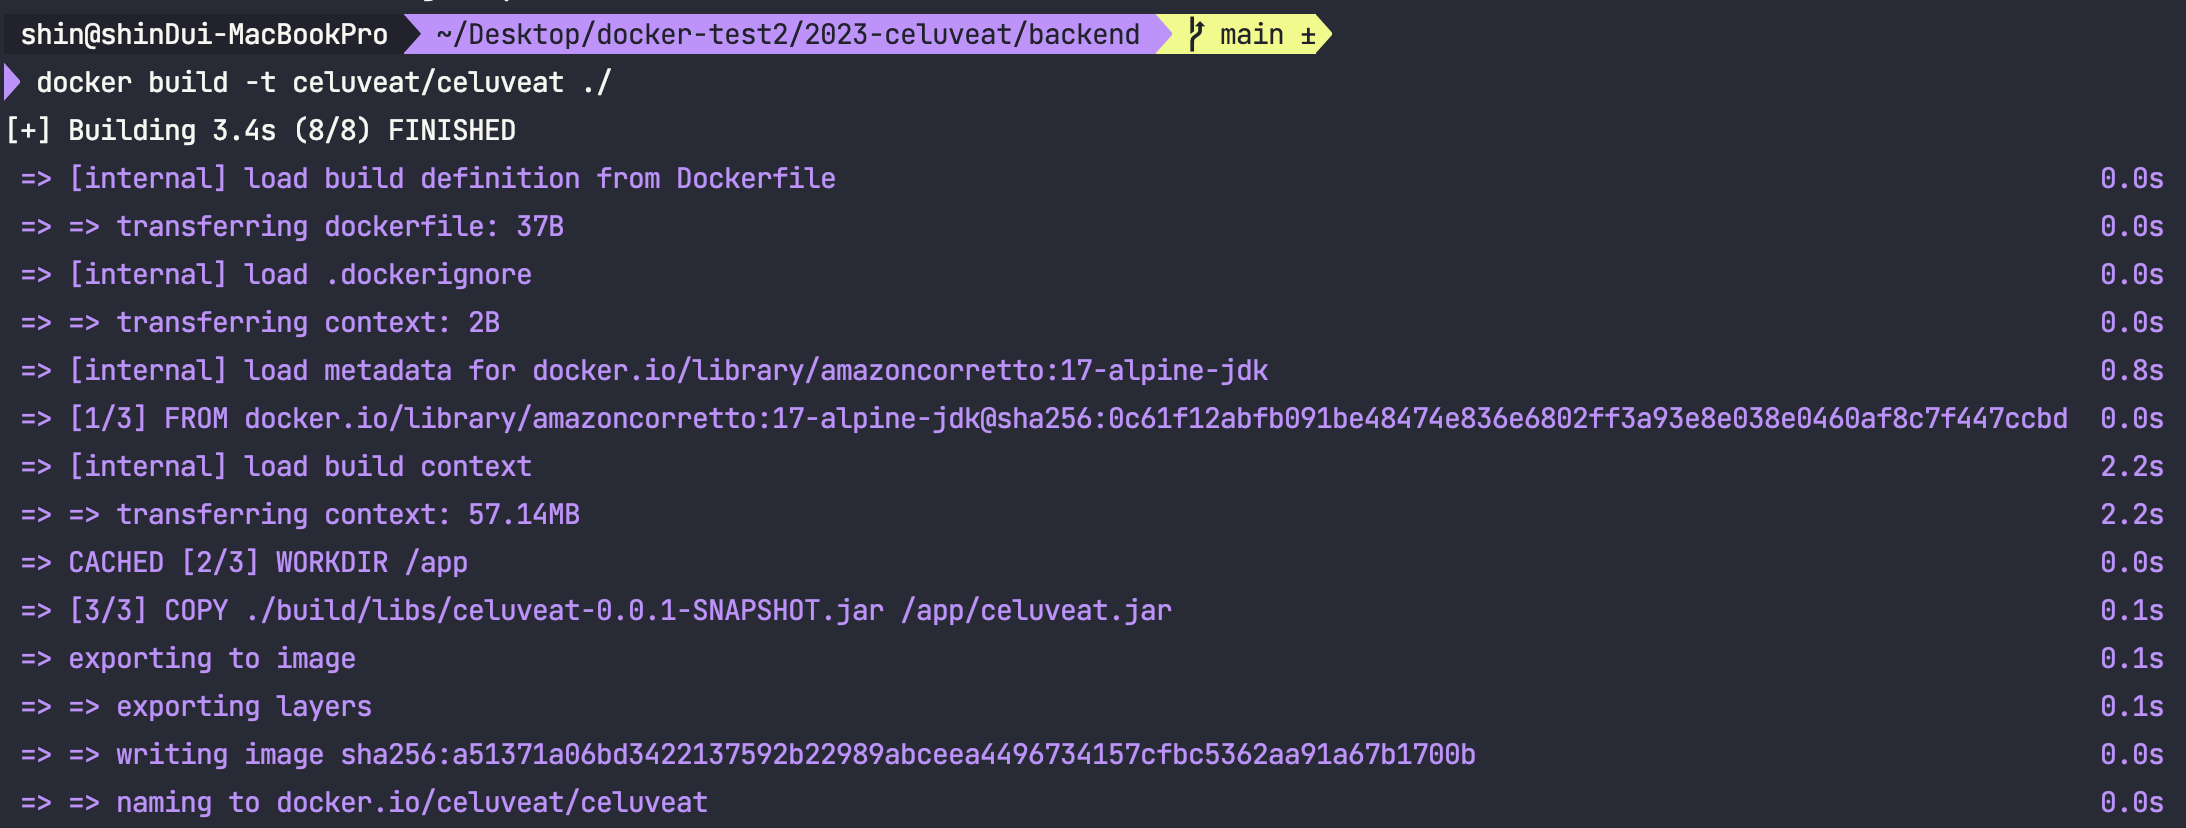 shin@shinDui-MacBookPro ~/Desktop/docker-test2/2023-celuveat/backend main ±
docker build -t celuveat/celuveat ./
[+] Building 3.4s (8/8) FINISHED
=> [internal] load build definition from Dockerfile 0.0s
=> => transferring dockerfile: 37B 0.0s
=> [internal] load .dockerignore 0.0s
=> => transferring context: 2B 0.0s
=> [internal] load metadata for docker.io/library/amazoncorretto:17-alpine-jdk 0.8s
=> [1/3] FROM docker.io/library/amazoncorretto:17-alpine-jdk@sha256:0c61f12abfb091be48474e836e6802ff3a93e8e038e0460af8c7f447ccbd 0.0s
=> [internal] load build context 2.2s
=> => transferring context: 57.14MB 2.2s
=> CACHED [2/3] WORKDIR /app 0.0s
=> [3/3] COPY ./build/libs/celuveat-0.0.1-SNAPSHOT.jar /app/celuveat.jar 0.1s
=> exporting to image 0.1s
=> => exporting layers 0.1s
=> => writing image sha256:a51371a06bd3422137592b22989abceea4496734157cfbc5362aa91a67b1700b 0.0s
=> => naming to docker.io/celuveat/celuveat 0.0s